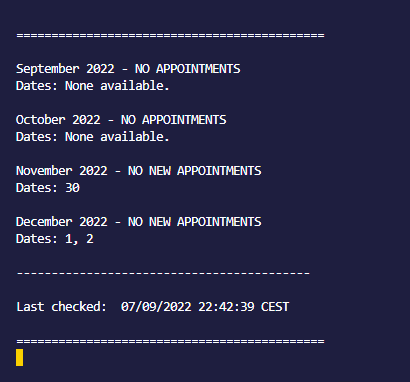 ============================================
September 2022 - NO APPOINTMENTS
Dates: None available.
October 2022 - NO APPOINTMENTS
Dates: None available.
November 2022 - NO NEW APPOINTMENTS
Dates: 30
December 2022 - NO NEW APPOINTMENTS
Dates: 1, 2
------------------------------------------
Last checked:  07/09/2022 22:42:39 CEST
============================================